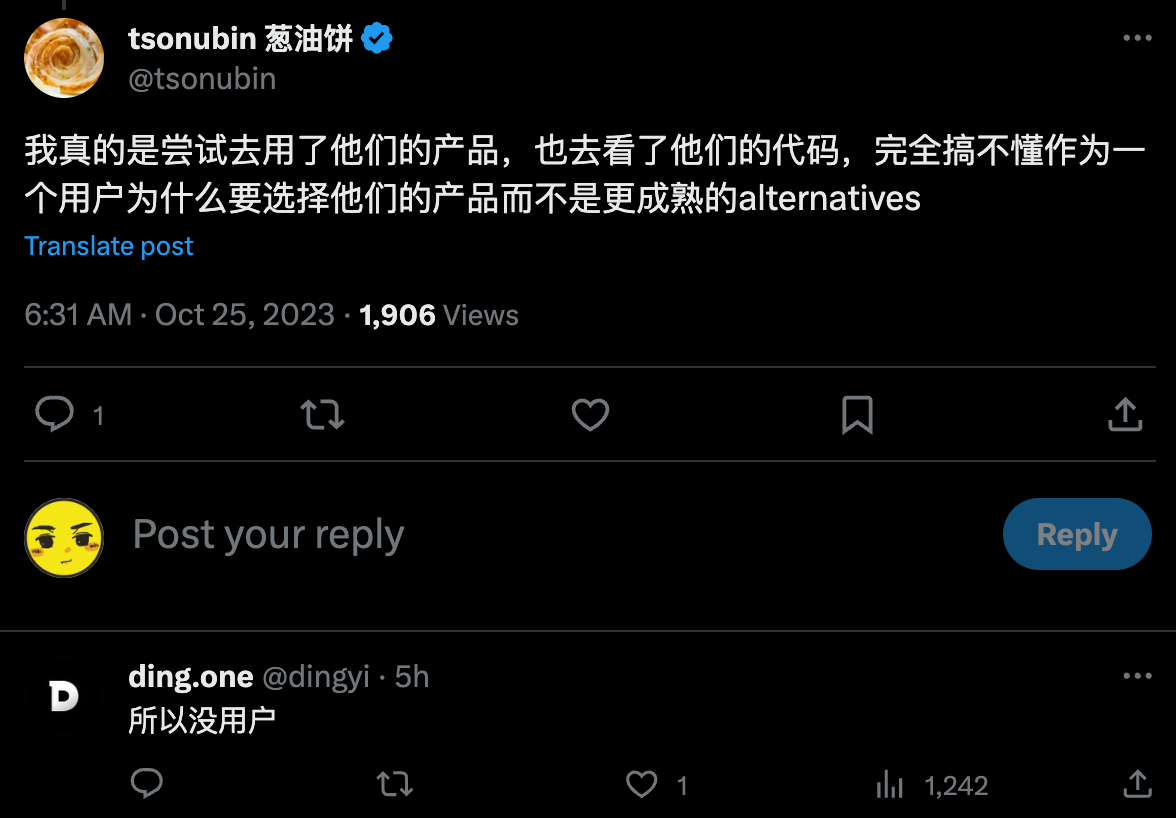 tsonubin 葱油饼
@tsonubin
我真的是尝试去用了他们的产品，也去看了他们的代码，完全搞不懂作为一
个用户为什么要选择他们的产品而不是更成熟的alternatives
Translate post
6:31 AM · Oct 25, 2023 · 1,906 Views
1
Post your reply
Reply
D
ding.one @dingyi · 5h
所以没用户
1 1,242